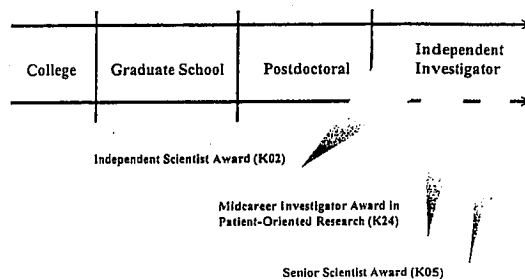 College
Graduate School
Postdoctoral
Independent
Investigator
Independent Scientist Award (K02)
Midcareer Investigator Award in
Patient-Oriented Research (K24)
Senior Scientist Award (K05)